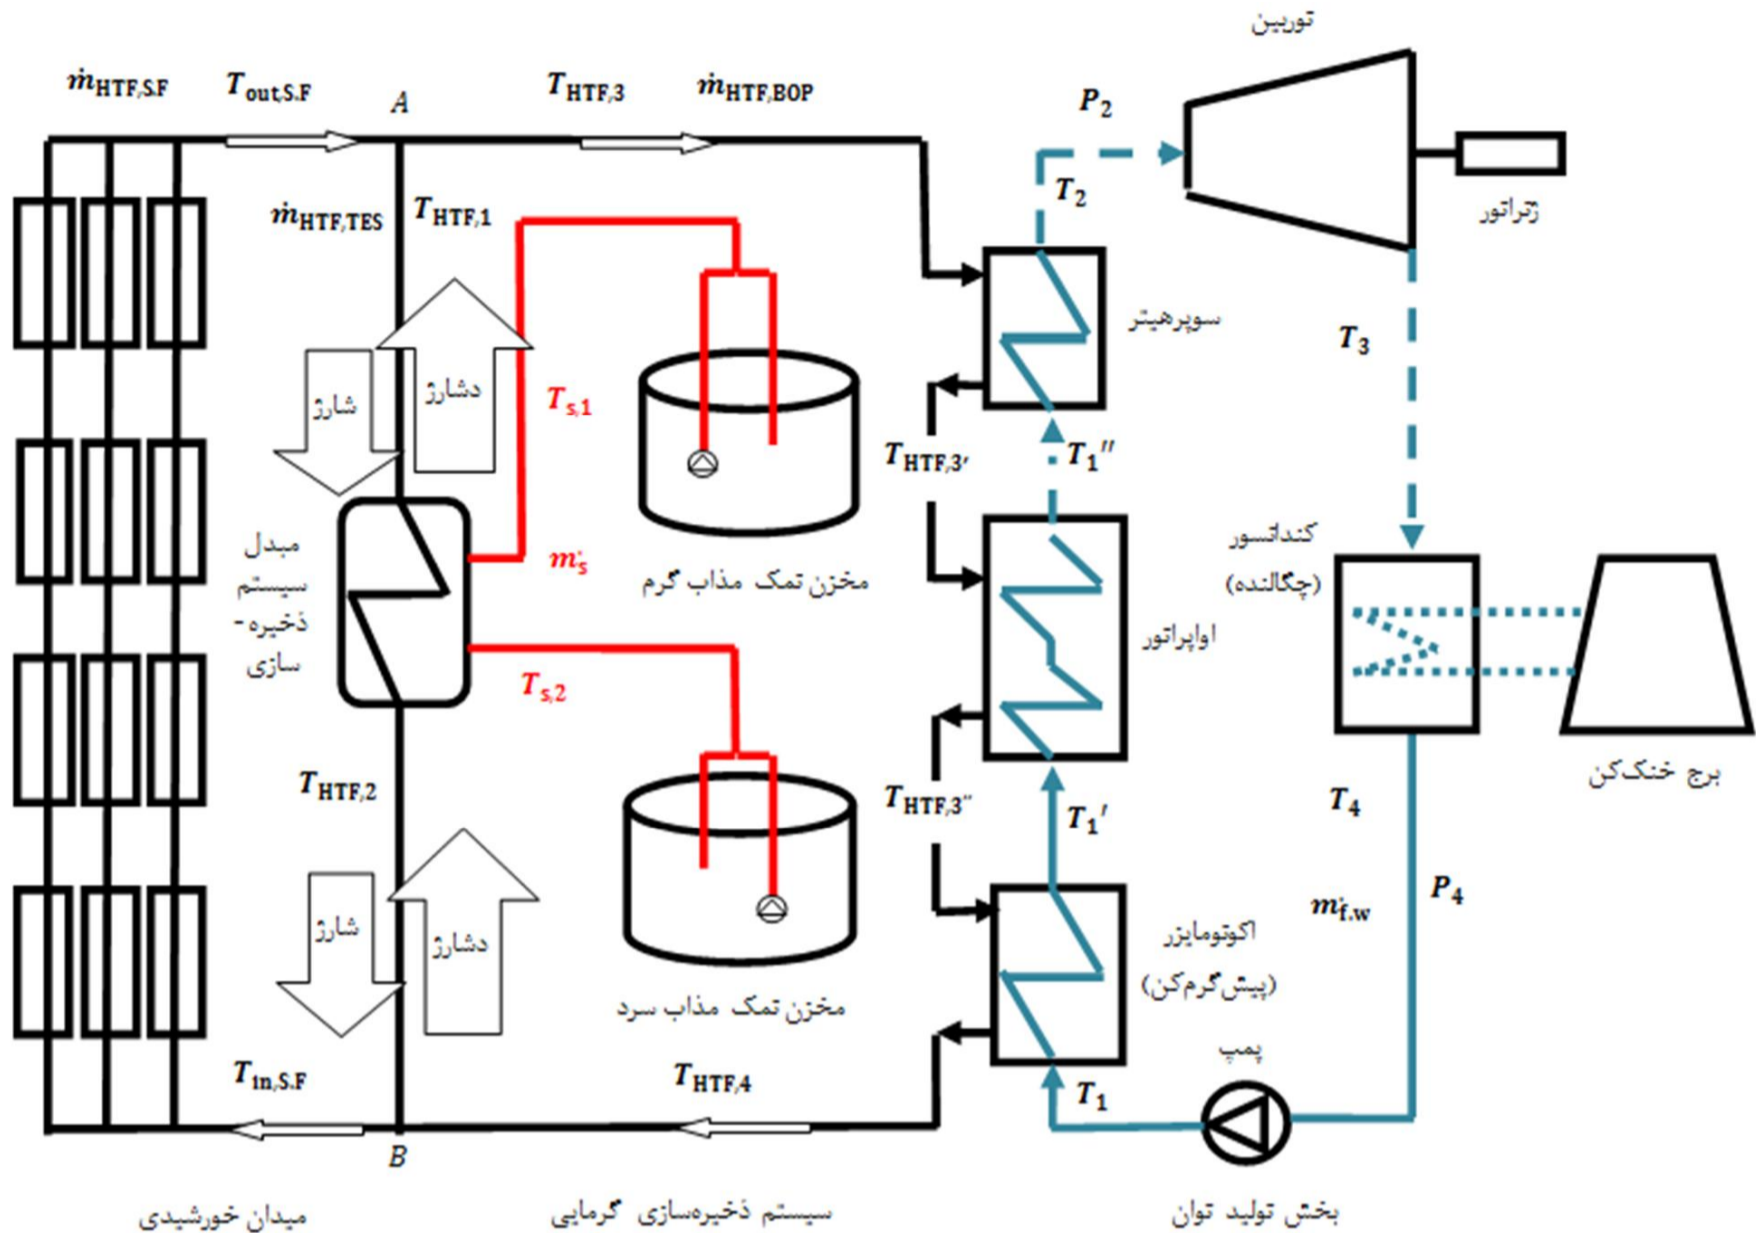 توربین
ṁHTF,S.F
Tout,S.F
A
THTF,3
ṁHTF,BOP
P2
T2
ژنراتور
ṁHTF,TES
THTF,1
سوپرهیتر
T3
شارژ
دشارژ
Ts,1
THTF,3′
T1″
مبدل
سیستم
ذخیره-
سازی
ṁs
مخزن نمک مذاب گرم
کندانسور
(چگالنده)
اواپراتور
Ts,2
THTF,2
THTF,3″
T1′
T4
برج خنک‌کن
شارژ
دشارژ
ṁf.w
P4
اکونومایزر
(پیش‌گرم‌کن)
مخزن نمک مذاب سرد
پمپ
Tin,S.F
THTF,4
T1
B
میدان خورشیدی
سیستم ذخیره‌سازی گرمایی
بخش تولید توان